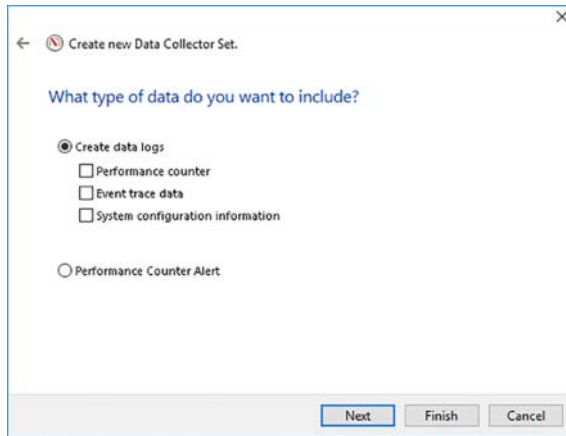 Create new Data Collector Set.
What type of data do you want to include?
Create data logs
Performance counter
Event trace data
System configuration information
Performance Counter Alert
Next Finish Cancel